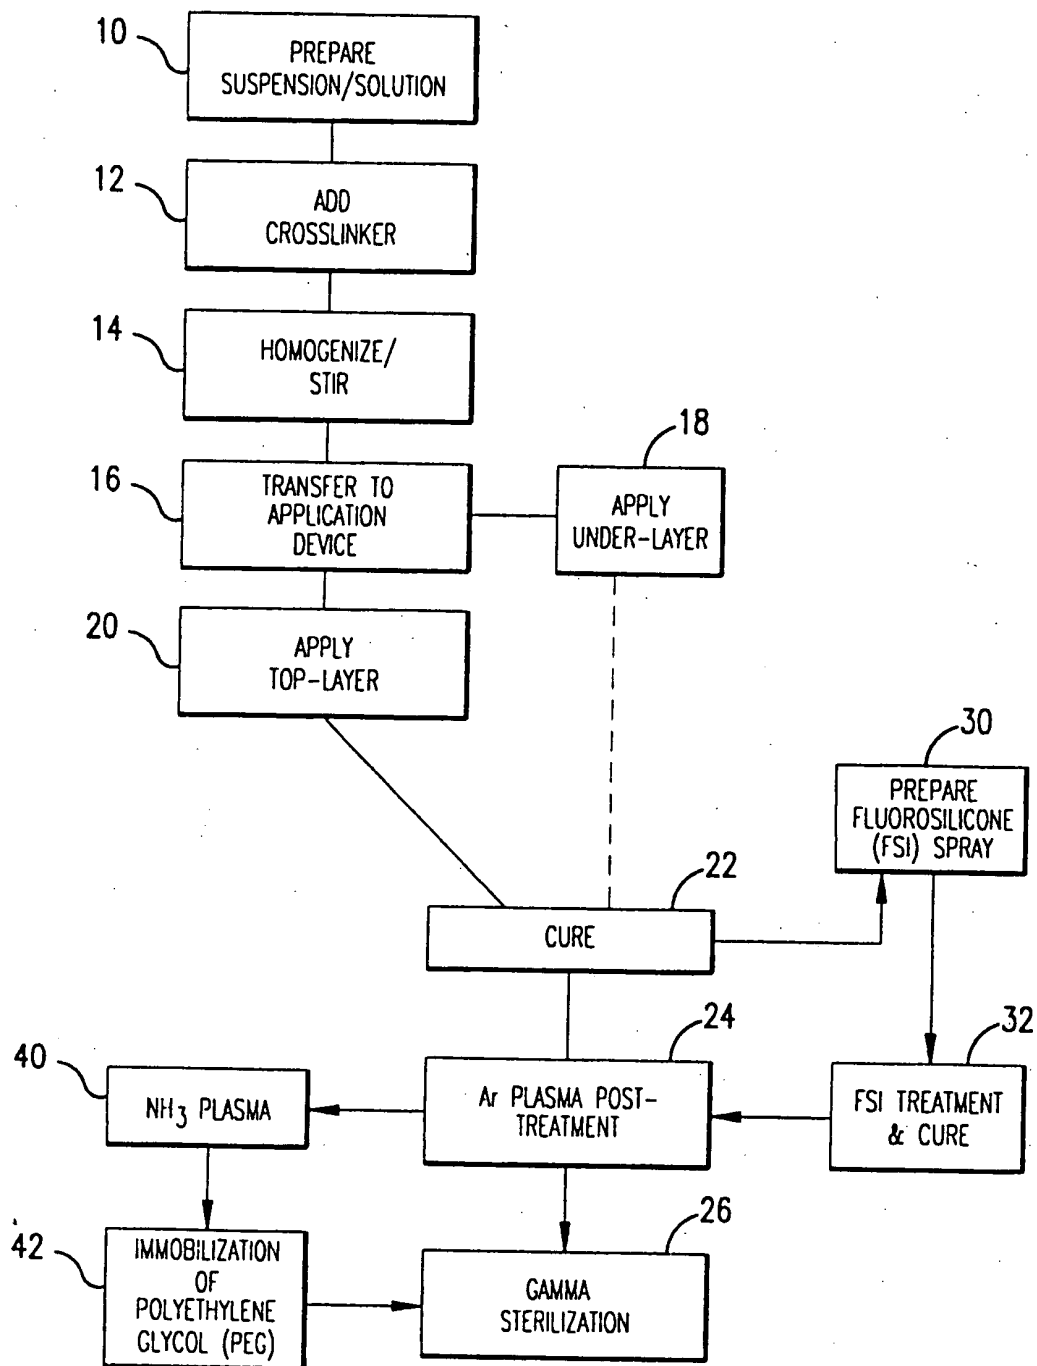 10
PREPARE
SUSPENSION/SOLUTION
12
ADD
CROSSLINKER
14
HOMOGENIZE/
STIR
16
TRANSFER TO
APPLICATION
DEVICE
18
APPLY
UNDER-LAYER
20
APPLY
TOP-LAYER
30
PREPARE
FLUOROSILICONE
(FSI) SPRAY
22
CURE
24
Ar PLASMA POST-
TREATMENT
32
FSI TREATMENT
& CURE
40
NH3 PLASMA
42
IMMOBILIZATION
OF
POLYETHYLENE
GLYCOL (PEG)
26
GAMMA
STERILIZATION